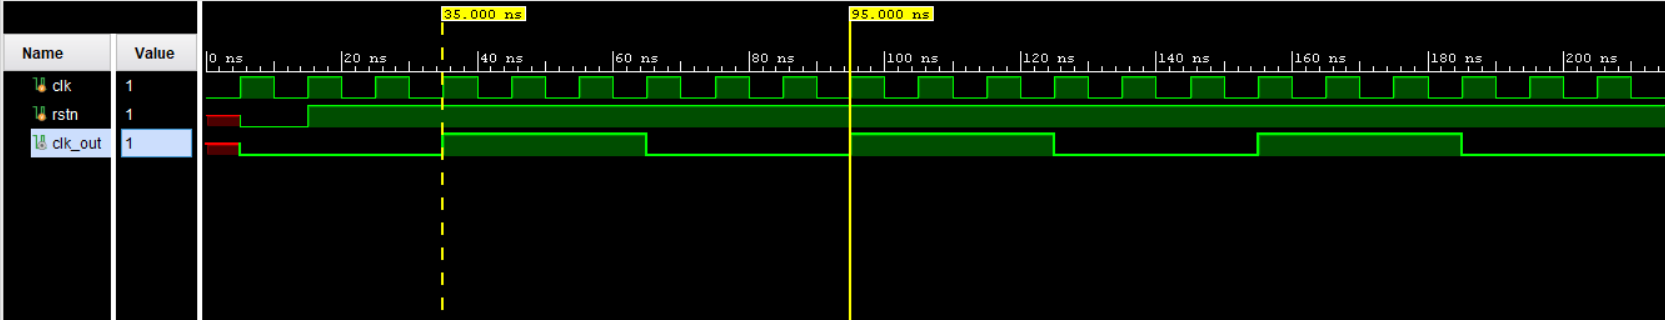 35.000 ns 95.000 ns
Name Value
0 ns 20 ns 40 ns 60 ns 80 ns 100 ns 120 ns 140 ns 160 ns 180 ns 200 ns
clk 1
rstn 1
clk_out 1